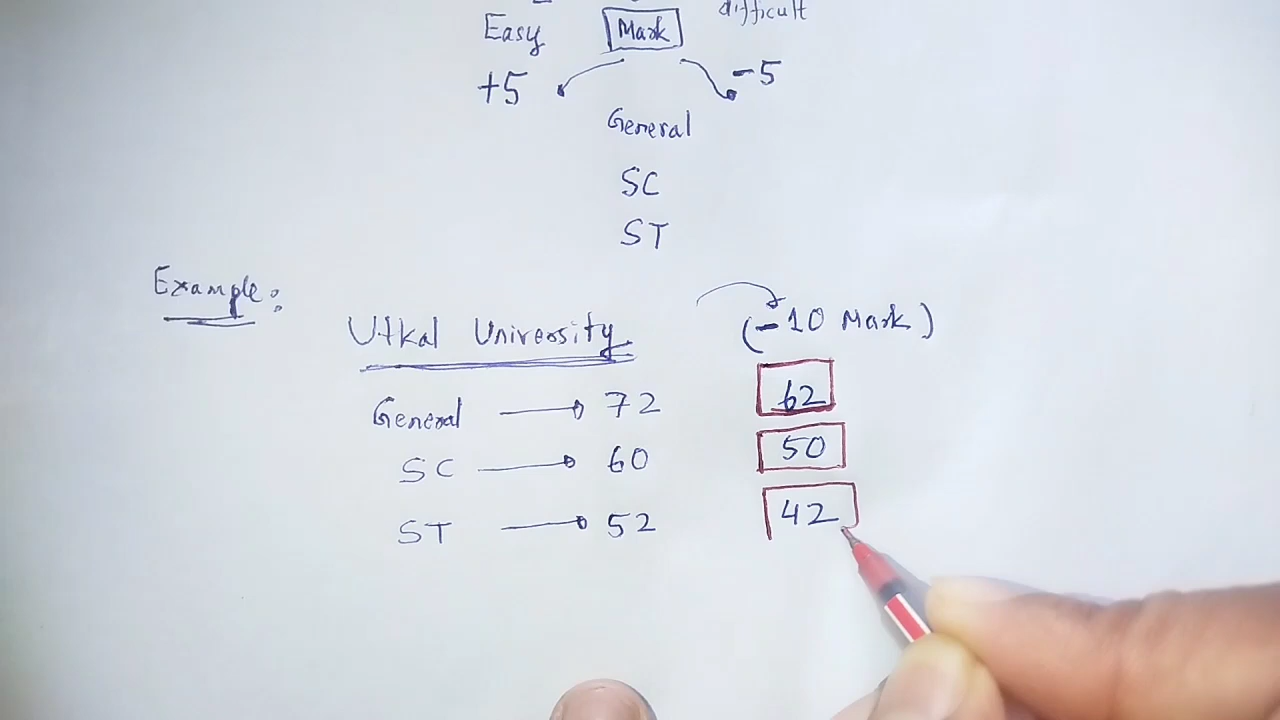 Easy Mark difficult
+5 -5
General
SC
ST
Example:
Utkal University (-10 Mark)
General 72 62
SC 60 50
ST 52 42